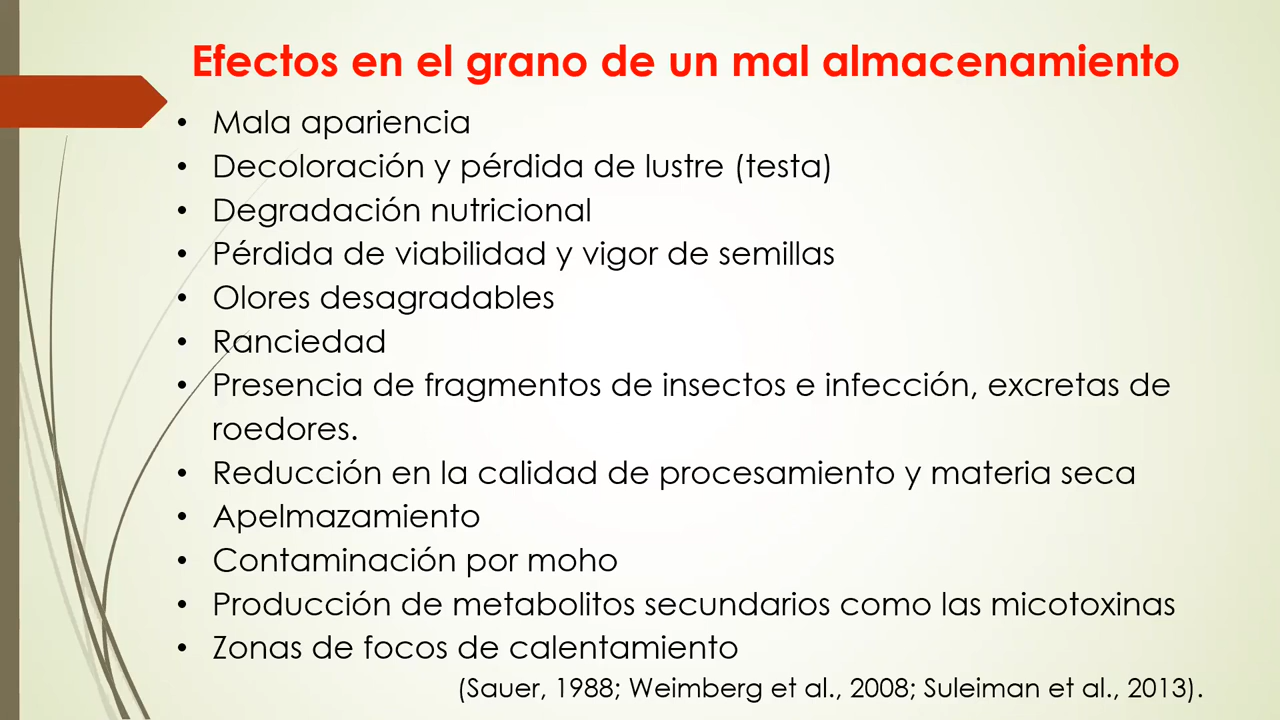 Efectos en el grano de un mal almacenamiento
• Mala apariencia
• Decoloración y pérdida de lustre (testa)
• Degradación nutricional
• Pérdida de viabilidad y vigor de semillas
• Olores desagradables
• Ranciedad
• Presencia de fragmentos de insectos e infección, excretas de
roedores.
• Reducción en la calidad de procesamiento y materia seca
• Apelmazamiento
• Contaminación por moho
• Producción de metabolitos secundarios como las micotoxinas
• Zonas de focos de calentamiento
(Sauer, 1988; Weimberg et al., 2008; Suleiman et al., 2013).